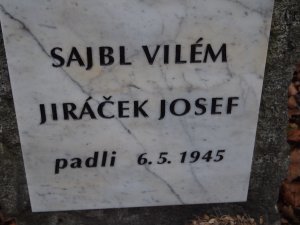 SAJBL VILÉM
JIRÁČEK JOSEF
padli 6.5.1945